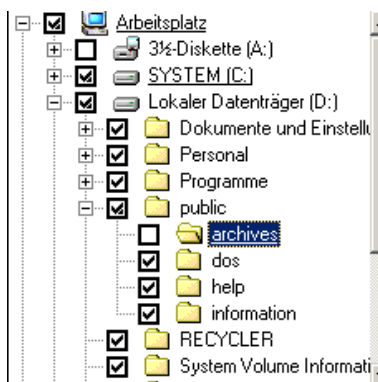 Arbeitsplatz
3½-Diskette (A:)
SYSTEM (C:)
Lokaler Datenträger (D:)
Dokumente und Einstell
Personal
Programme
public
archives
dos
help
information
RECYCLER
System Volume Informati